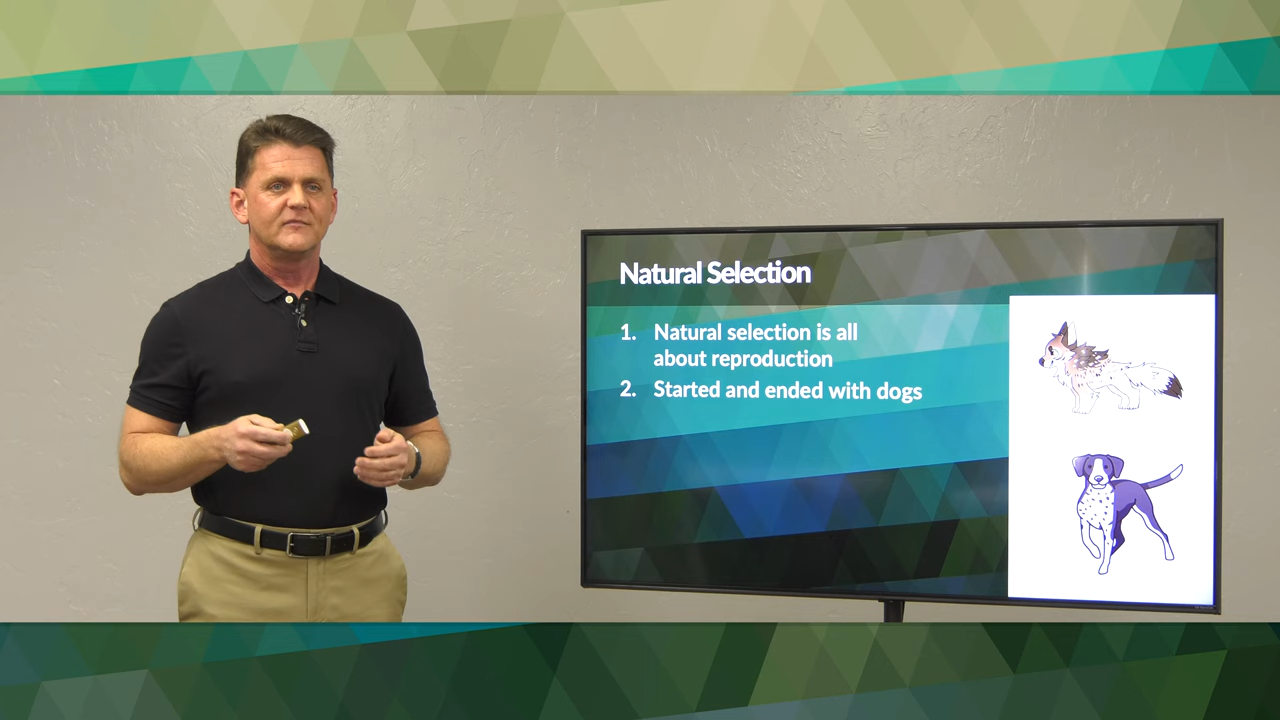 Natural Selection
1. Natural selection is all
about reproduction
2. Started and ended with dogs